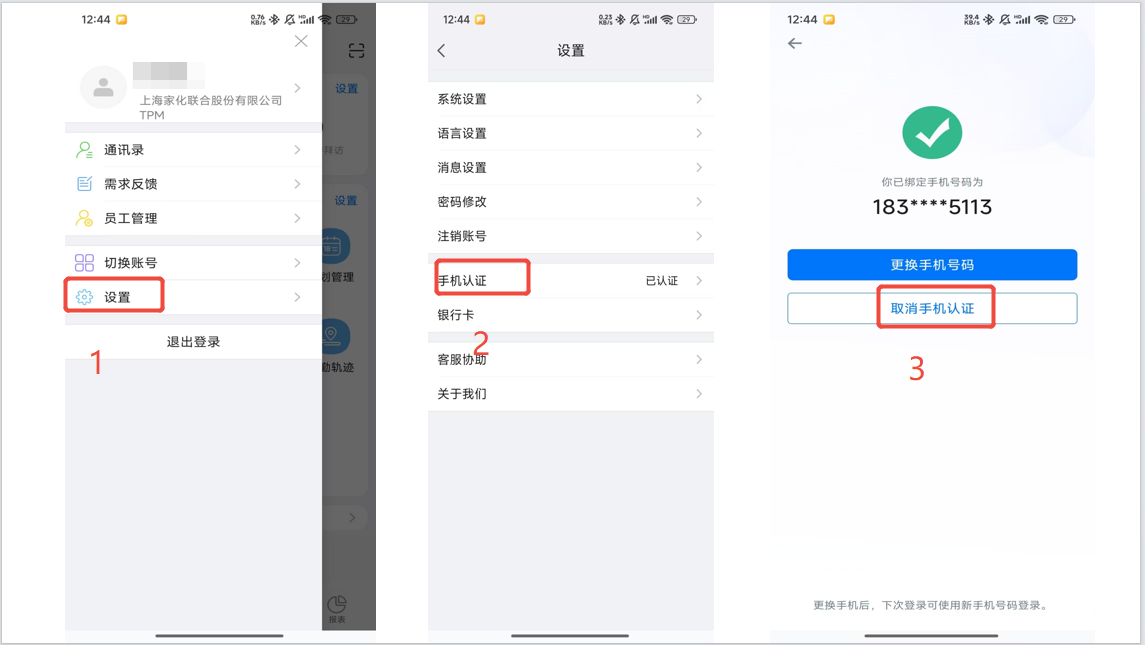 12:44
0.76
KB/s
HD
29
设置
上海家化联合股份有限公司
TPM
拜访
通讯录
需求反馈
设置
员工管理
切换账号
划管理
设置
退出登录
1
勤轨迹
报表
12:44
0.23
KB/s
HD
29
设置
系统设置
语言设置
消息设置
密码修改
注销账号
手机认证
已认证
银行卡
2
客服协助
关于我们
12:44
39.4
KB/s
HD
29
你已绑定手机号码为
183****5113
更换手机号码
取消手机认证
3
更换手机后，下次登录可使用新手机号码登录。